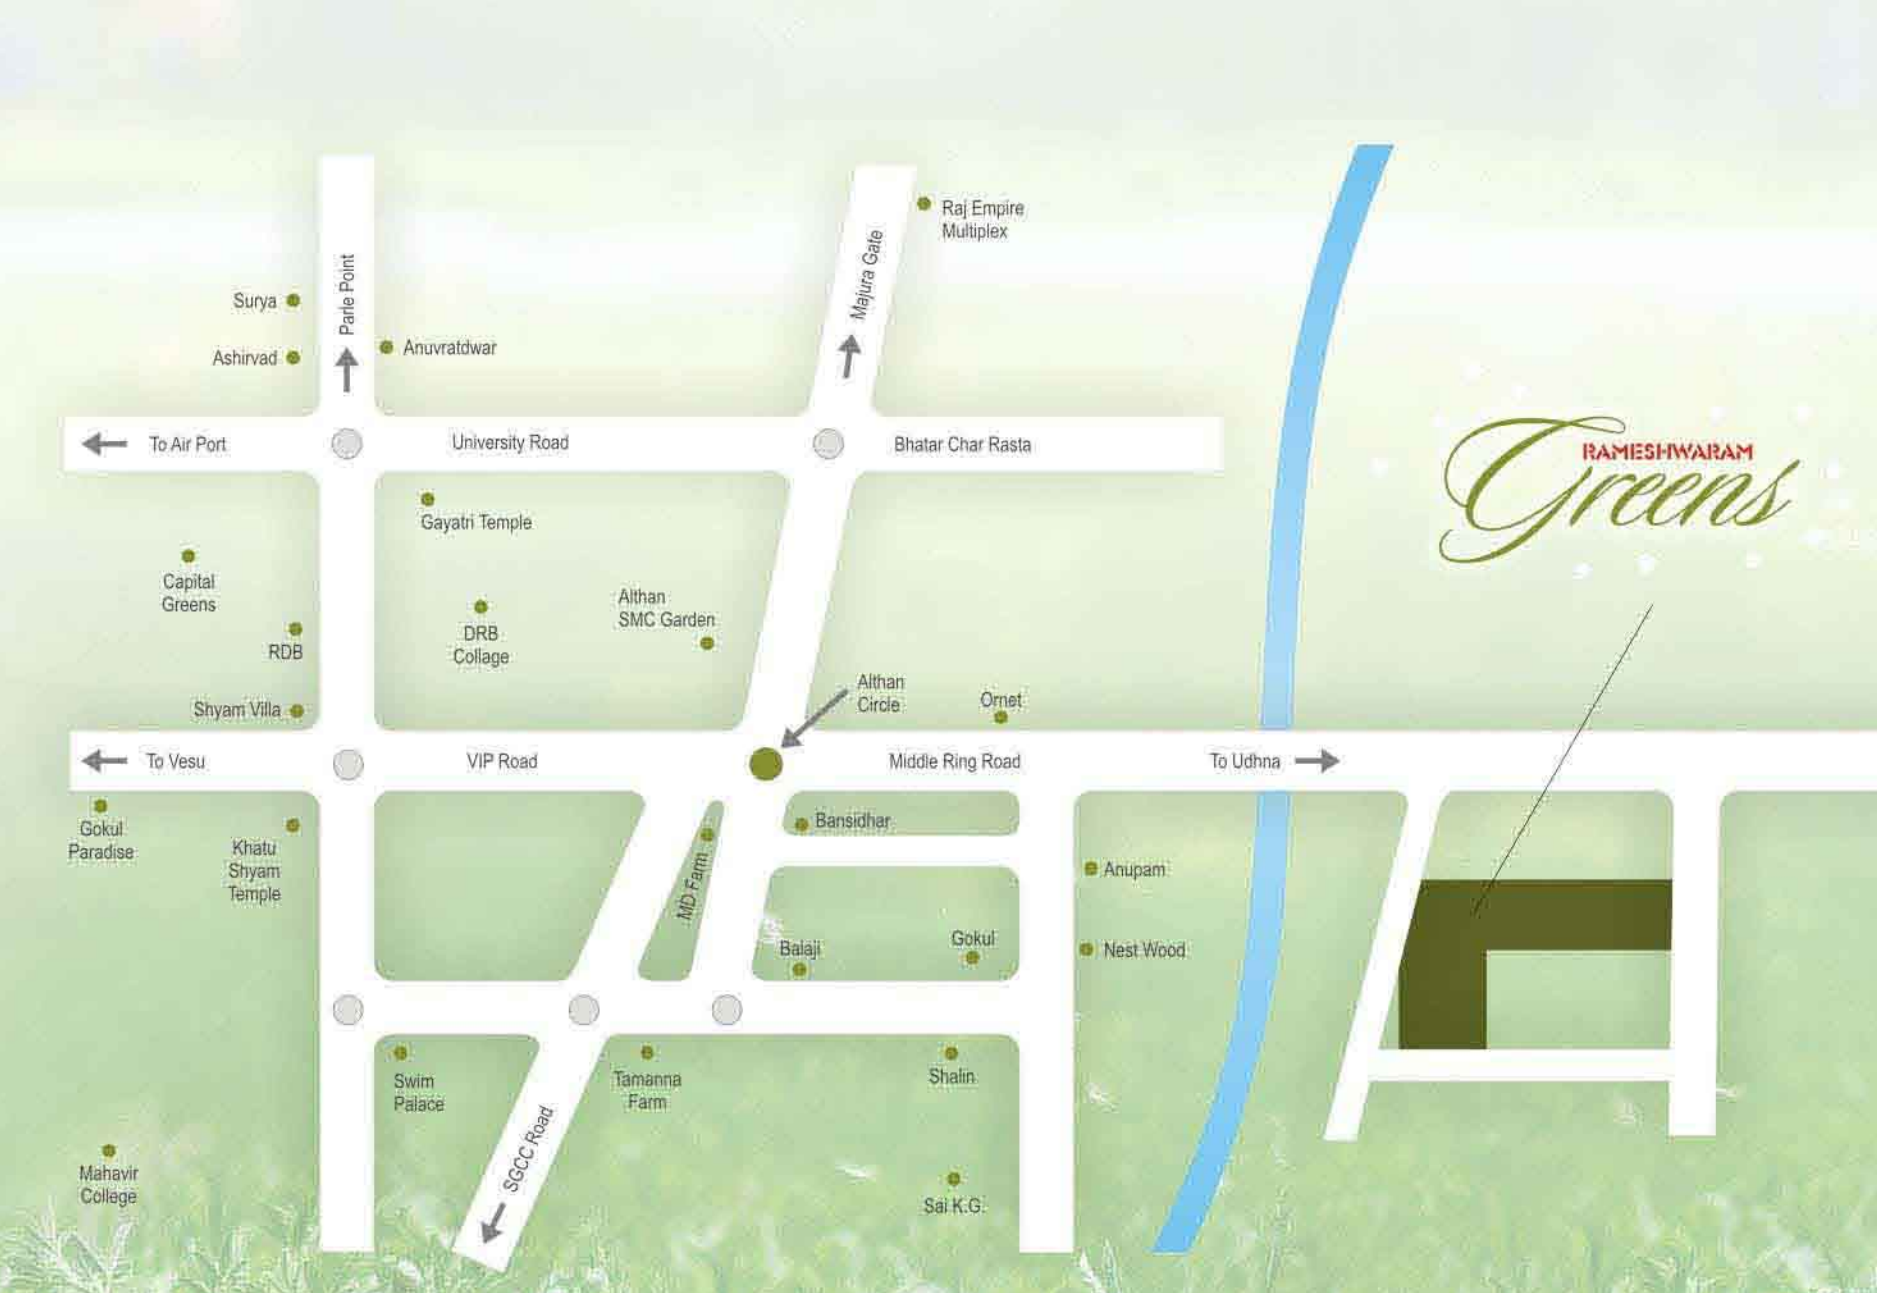 Raj Empire
Multiplex
Parle Point
Majura Gate
Surya
Ashirvad
Anuvratdwar
To Air Port
University Road
Bhatar Char Rasta
RAMESHWARAM
Greens
Gayatri Temple
Capital
Greens
RDB
DRB
Collage
Althan
SMC Garden
Shyam Villa
Althan
Circle
Ornet
To Vesu
VIP Road
Middle Ring Road
To Udhna
Gokul
Paradise
Khatu
Shyam
Temple
MD Farm
Bansidhar
Anupam
Balaji
Gokul
Nest Wood
Swim
Palace
Tamanna
Farm
Shalin
SGCC Road
Mahavir
College
Sai K.G.